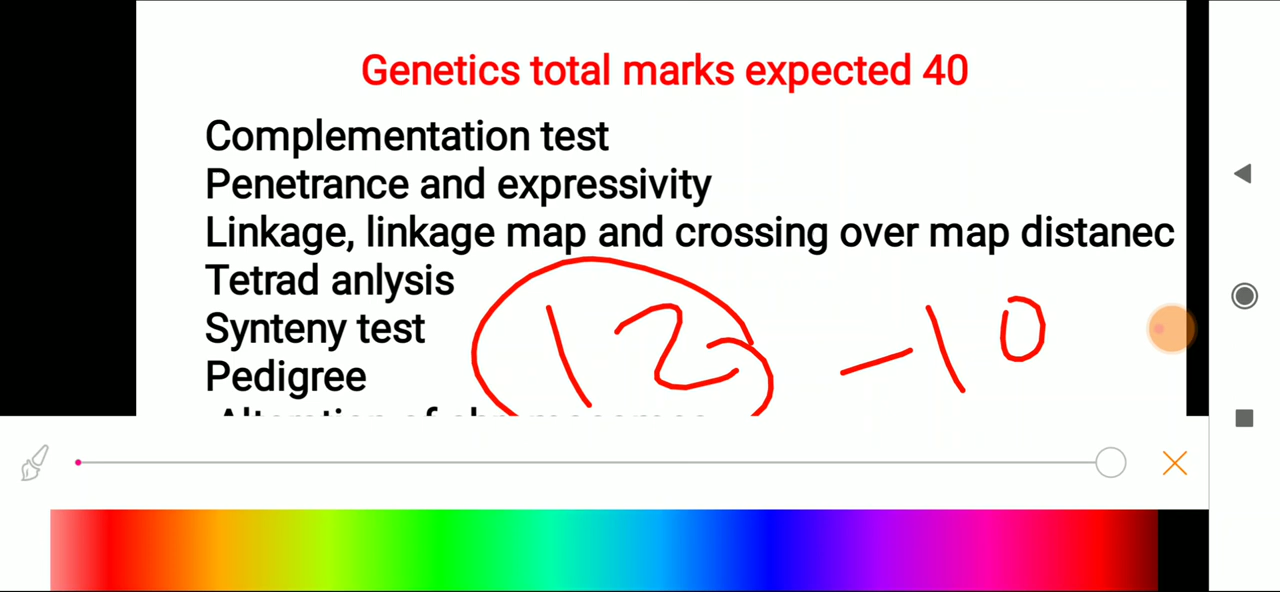 Genetics total marks expected 40
Complementation test
Penetrance and expressivity
Linkage, linkage map and crossing over map distanec
Tetrad anlysis
Synteny test
12 - 10
Pedigree